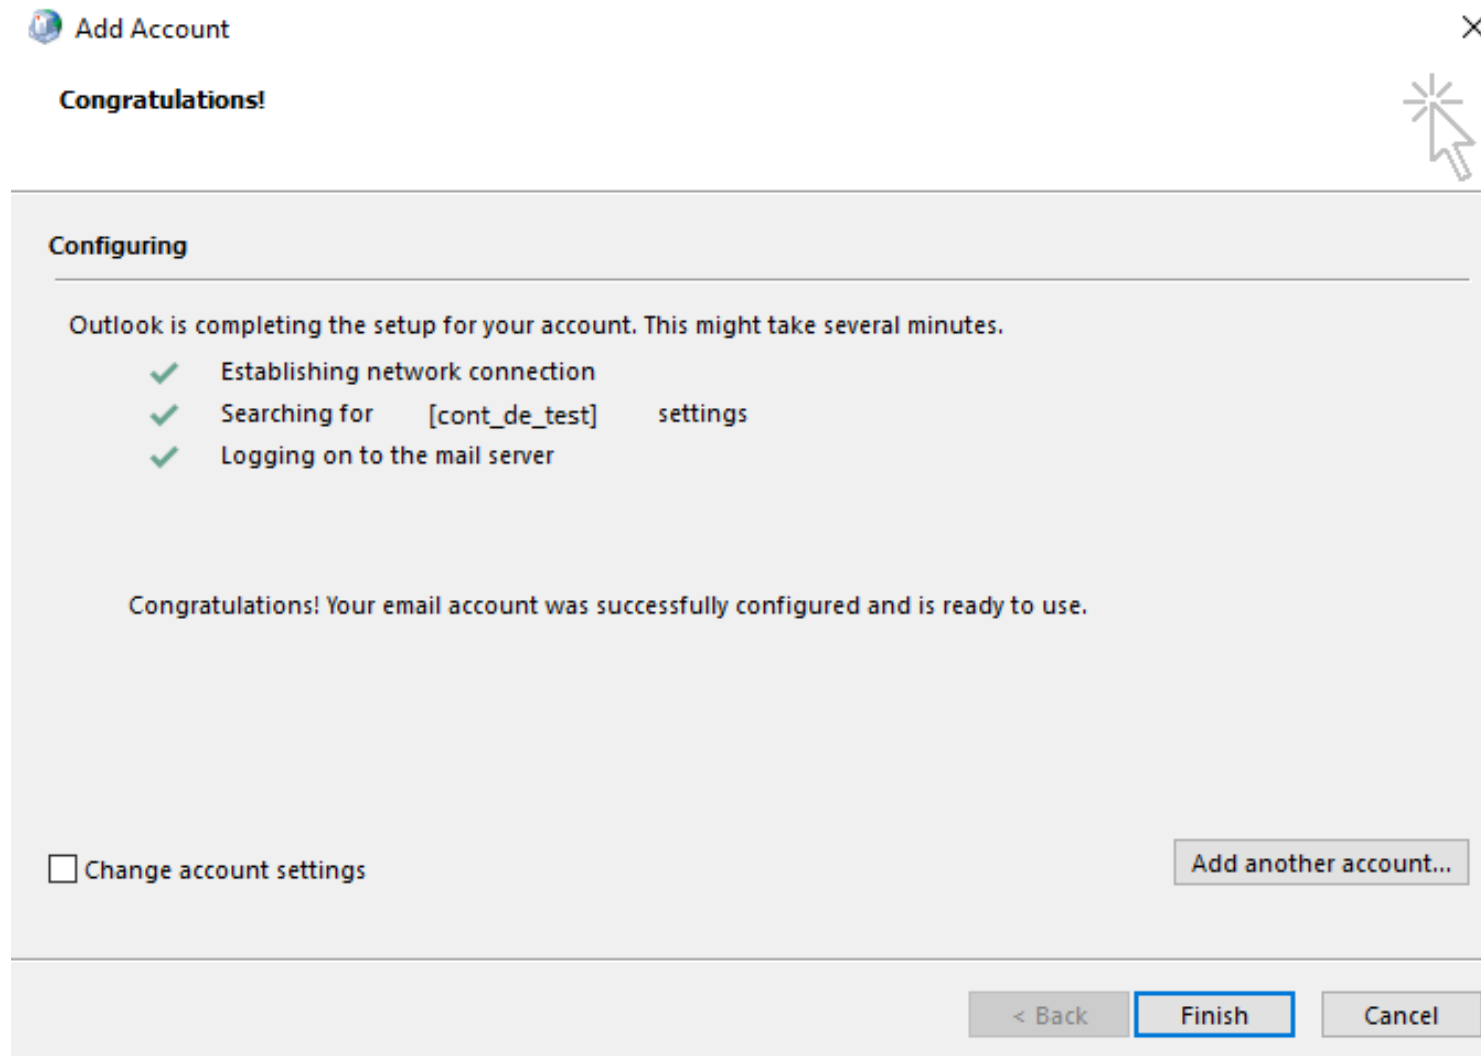 Add Account
Congratulations!
Configuring
Outlook is completing the setup for your account. This might take several minutes.
Establishing network connection
Searching for [cont_de_test] settings
Logging on to the mail server
Congratulations! Your email account was successfully configured and is ready to use.
Change account settings
Add another account...
< Back Finish Cancel